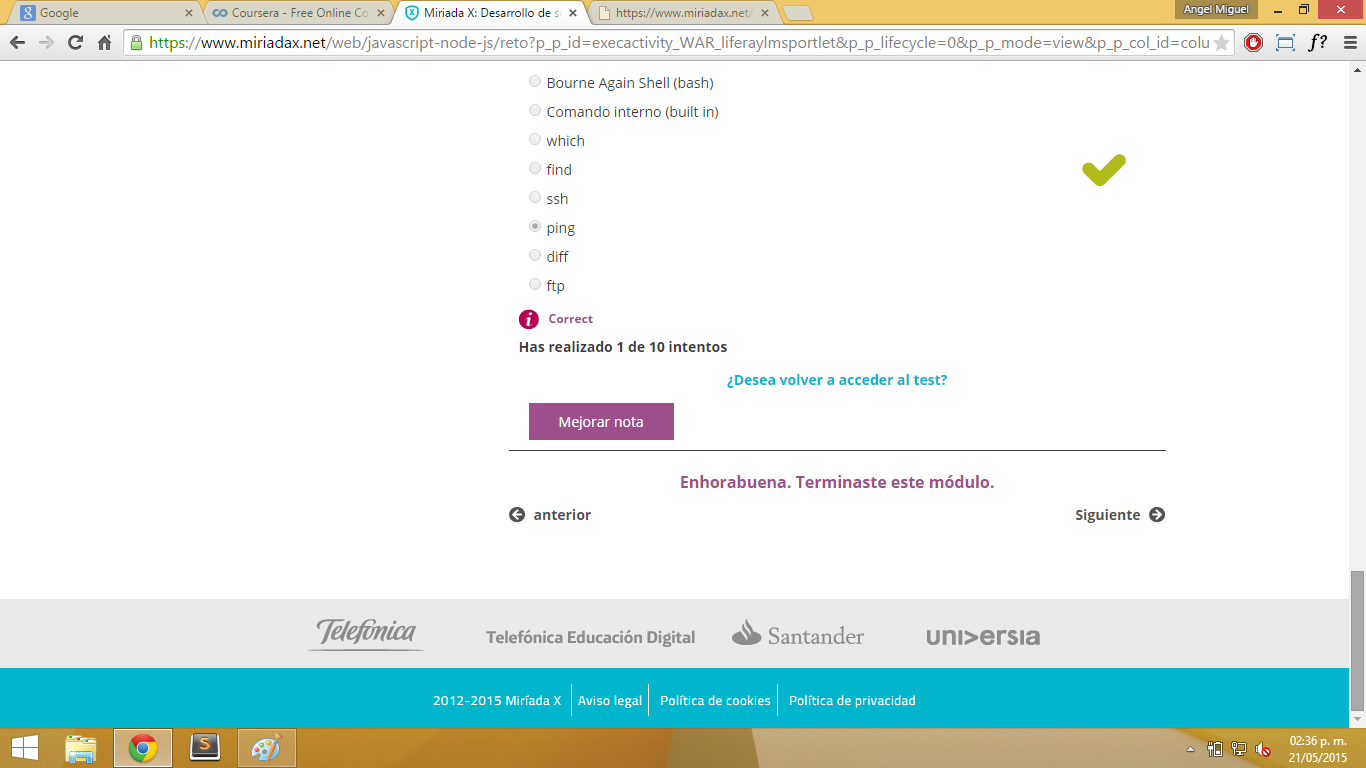 Google
Coursera - Free Online Co
Miriada X: Desarrollo de s
https://www.miriadax.net/
Angel Miguel
https://www.miriadax.net/web/javascript-node-js/reto?p_p_id=execactivity_WAR_liferaylmsportlet&p_p_lifecycle=0&p_p_mode=view&p_p_col_id=colu
f?
Bourne Again Shell (bash)
Comando interno (built in)
which
find
ssh
ping
diff
ftp
i Correct
Has realizado 1 de 10 intentos
¿Desea volver a acceder al test?
Mejorar nota
Enhorabuena. Terminaste este módulo.
anterior
Siguiente
Telefónica
Telefónica Educación Digital
Santander
universia
2012-2015 Miríada X
Aviso legal
Política de cookies
Política de privacidad
S
02:36 p. m.
21/05/2015